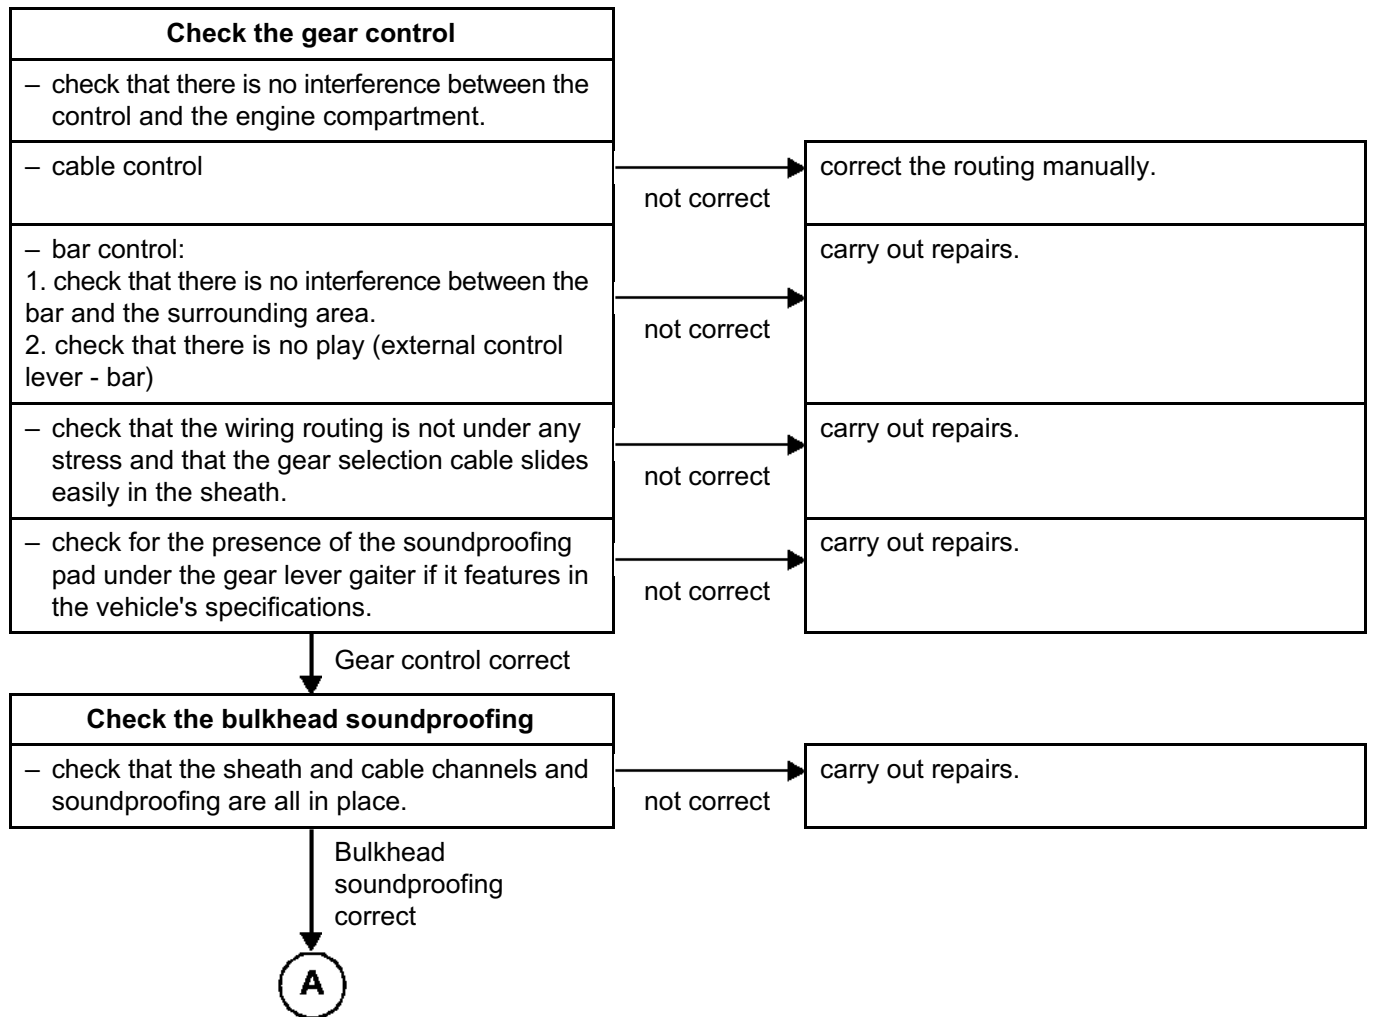 Check the gear control
– check that there is no interference between the
control and the engine compartment.
– cable control
not correct
correct the routing manually.
– bar control:
1. check that there is no interference between the
bar and the surrounding area.
2. check that there is no play (external control
lever - bar)
not correct
carry out repairs.
– check that the wiring routing is not under any
stress and that the gear selection cable slides
easily in the sheath.
not correct
carry out repairs.
– check for the presence of the soundproofing
pad under the gear lever gaiter if it features in
the vehicle's specifications.
not correct
carry out repairs.
Gear control correct
Check the bulkhead soundproofing
– check that the sheath and cable channels and
soundproofing are all in place.
not correct
carry out repairs.
Bulkhead
soundproofing
correct
A